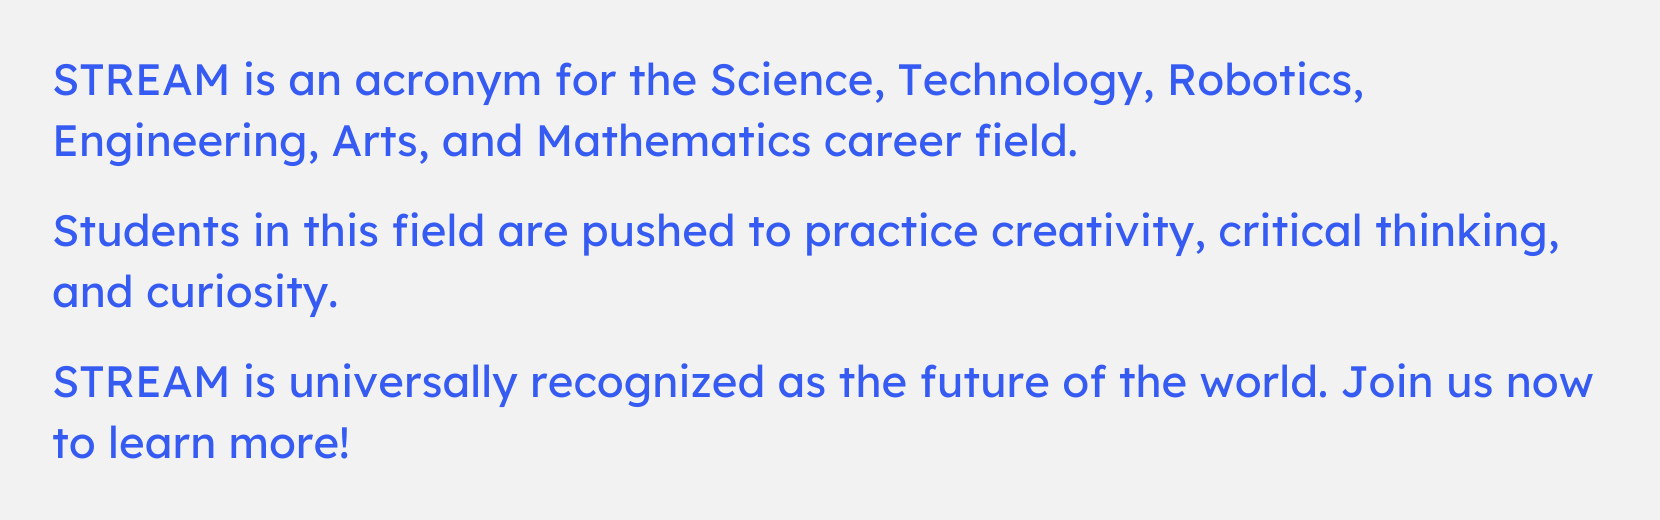 STREAM is an acronym for the Science, Technology, Robotics,
Engineering, Arts, and Mathematics career field.
Students in this field are pushed to practice creativity, critical thinking,
and curiosity.
STREAM is universally recognized as the future of the world. Join us now
to learn more!